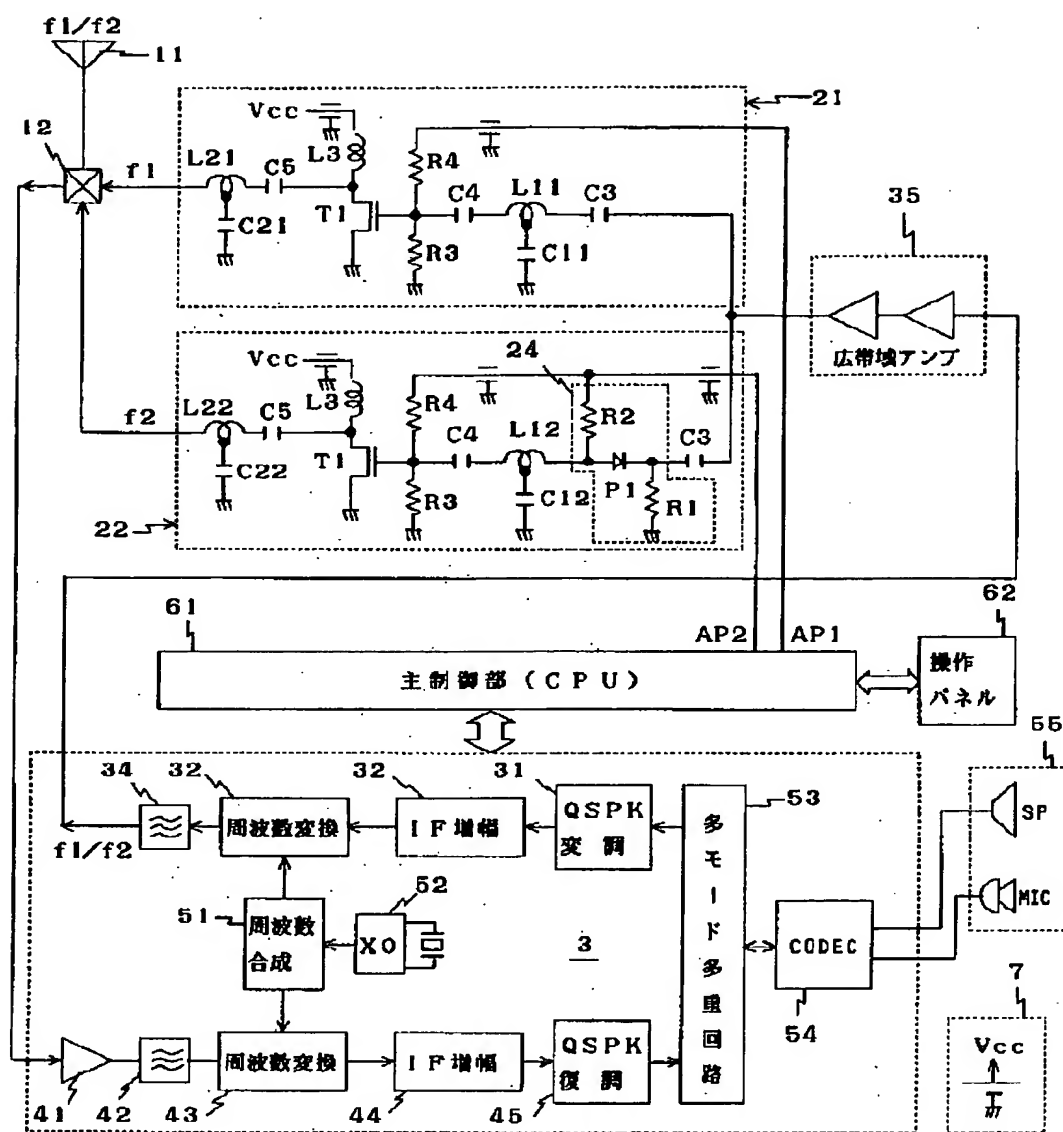 f1/f2
11
21
Vcc
12
L3
R4
L21
C5
f1
C4
L11
C3
35
C21
T1
R3
C11
広帯域アンプ
Vcc
24
L3
R4
R2
L22
C5
f2
C4
L12
C3
C22
T1
R3
C12
P1
R1
22
61
AP2
AP1
62
主制御部(CPU)
操作
パネル
55
34
32
32
31
53
周波数変換
IF増幅
QSPK
変調
SP
f1/f2
52
MIC
51
周波数
合成
XO
3
多モード多重回路
CODEC
54
7
Vcc
周波数変換
IF増幅
QSPK
復調
41
42
43
44
45